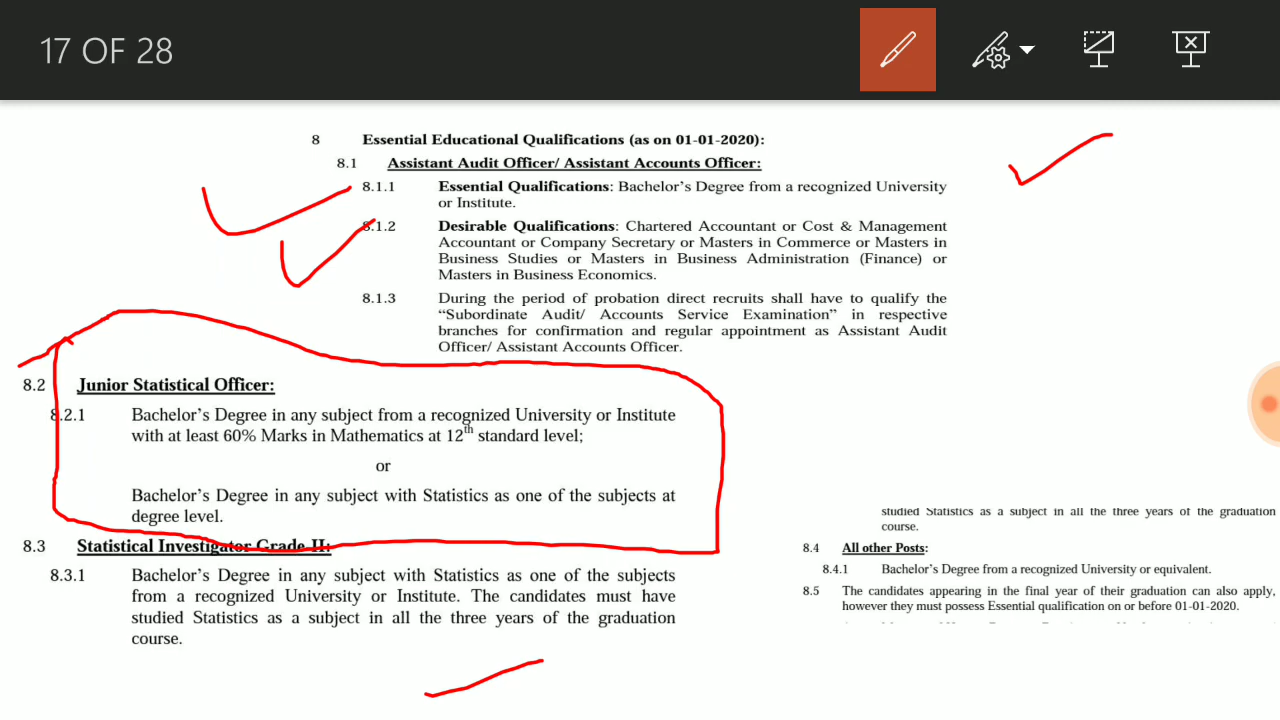 17 OF 28
8 Essential Educational Qualifications (as on 01-01-2020):
8.1 Assistant Audit Officer/ Assistant Accounts Officer:
8.1.1 Essential Qualifications: Bachelor's Degree from a recognized University
or Institute.
8.1.2 Desirable Qualifications: Chartered Accountant or Cost & Management
Accountant or Company Secretary or Masters in Commerce or Masters in
Business Studies or Masters in Business Administration (Finance) or
Masters in Business Economics.
8.1.3 During the period of probation direct recruits shall have to qualify the
“Subordinate Audit/ Accounts Service Examination” in respective
branches for confirmation and regular appointment as Assistant Audit
Officer/ Assistant Accounts Officer.
8.2 Junior Statistical Officer:
8.2.1 Bachelor's Degree in any subject from a recognized University or Institute
with at least 60% Marks in Mathematics at 12th standard level;
or
Bachelor's Degree in any subject with Statistics as one of the subjects at
degree level.
8.3 Statistical Investigator Grade-II:
8.3.1 Bachelor's Degree in any subject with Statistics as one of the subjects
from a recognized University or Institute. The candidates must have
studied Statistics as a subject in all the three years of the graduation
course.
studied Statistics as a subject in all the three years of the graduation
course.
8.4 All other Posts:
8.4.1 Bachelor's Degree from a recognized University or equivalent.
8.5 The candidates appearing in the final year of their graduation can also apply,
however they must possess Essential qualification on or before 01-01-2020.